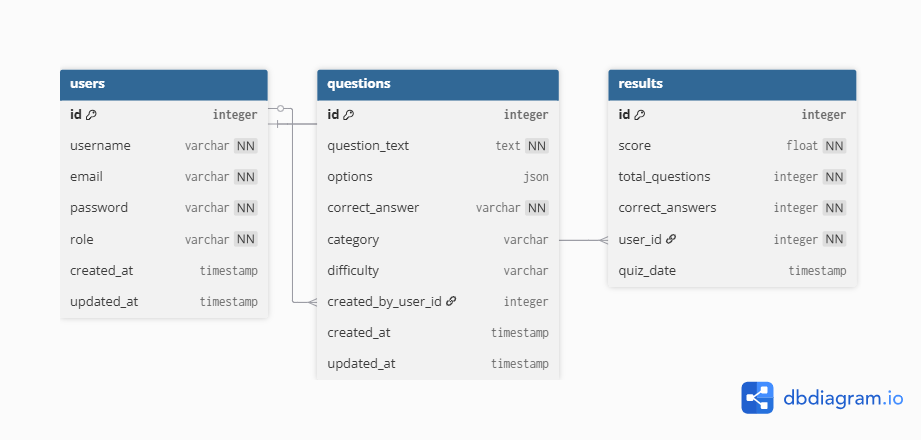 users
id integer
username varchar NN
email varchar NN
password varchar NN
role varchar NN
created_at timestamp
updated_at timestamp
questions
id integer
question_text text NN
options json
correct_answer varchar NN
category varchar
difficulty varchar
created_by_user_id integer
created_at timestamp
updated_at timestamp
results
id integer
score float NN
total_questions integer NN
correct_answers integer NN
user_id integer NN
quiz_date timestamp
dbdiagram.io